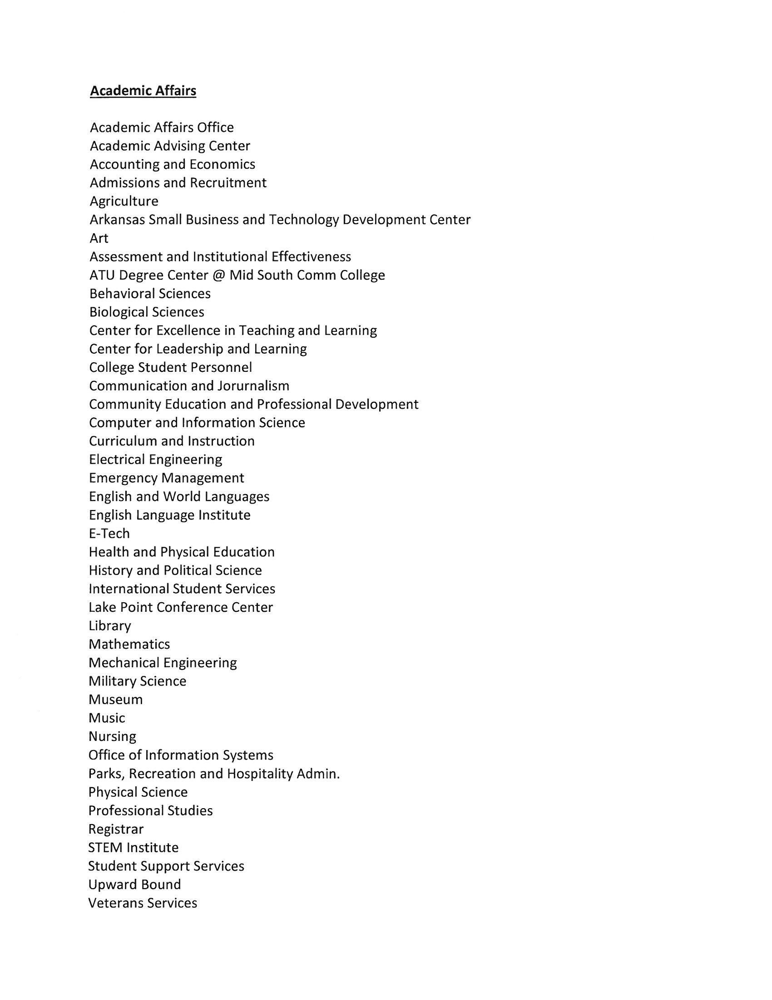 Academic Affairs
Academic Affairs Office
Academic Advising Center
Accounting and Economics
Admissions and Recruitment
Agriculture
Arkansas Small Business and Technology Development Center
Art
Assessment and Institutional Effectiveness
ATU Degree Center @ Mid South Comm College
Behavioral Sciences
Biological Sciences
Center for Excellence in Teaching and Learning
Center for Leadership and Learning
College Student Personnel
Communication and Jorurnalism
Community Education and Professional Development
Computer and Information Science
Curriculum and Instruction
Electrical Engineering
Emergency Management
English and World Languages
English Language Institute
E-Tech
Health and Physical Education
History and Political Science
International Student Services
Lake Point Conference Center
Library
Mathematics
Mechanical Engineering
Military Science
Museum
Music
Nursing
Office of Information Systems
Parks, Recreation and Hospitality Admin.
Physical Science
Professional Studies
Registrar
STEM Institute
Student Support Services
Upward Bound
Veterans Services